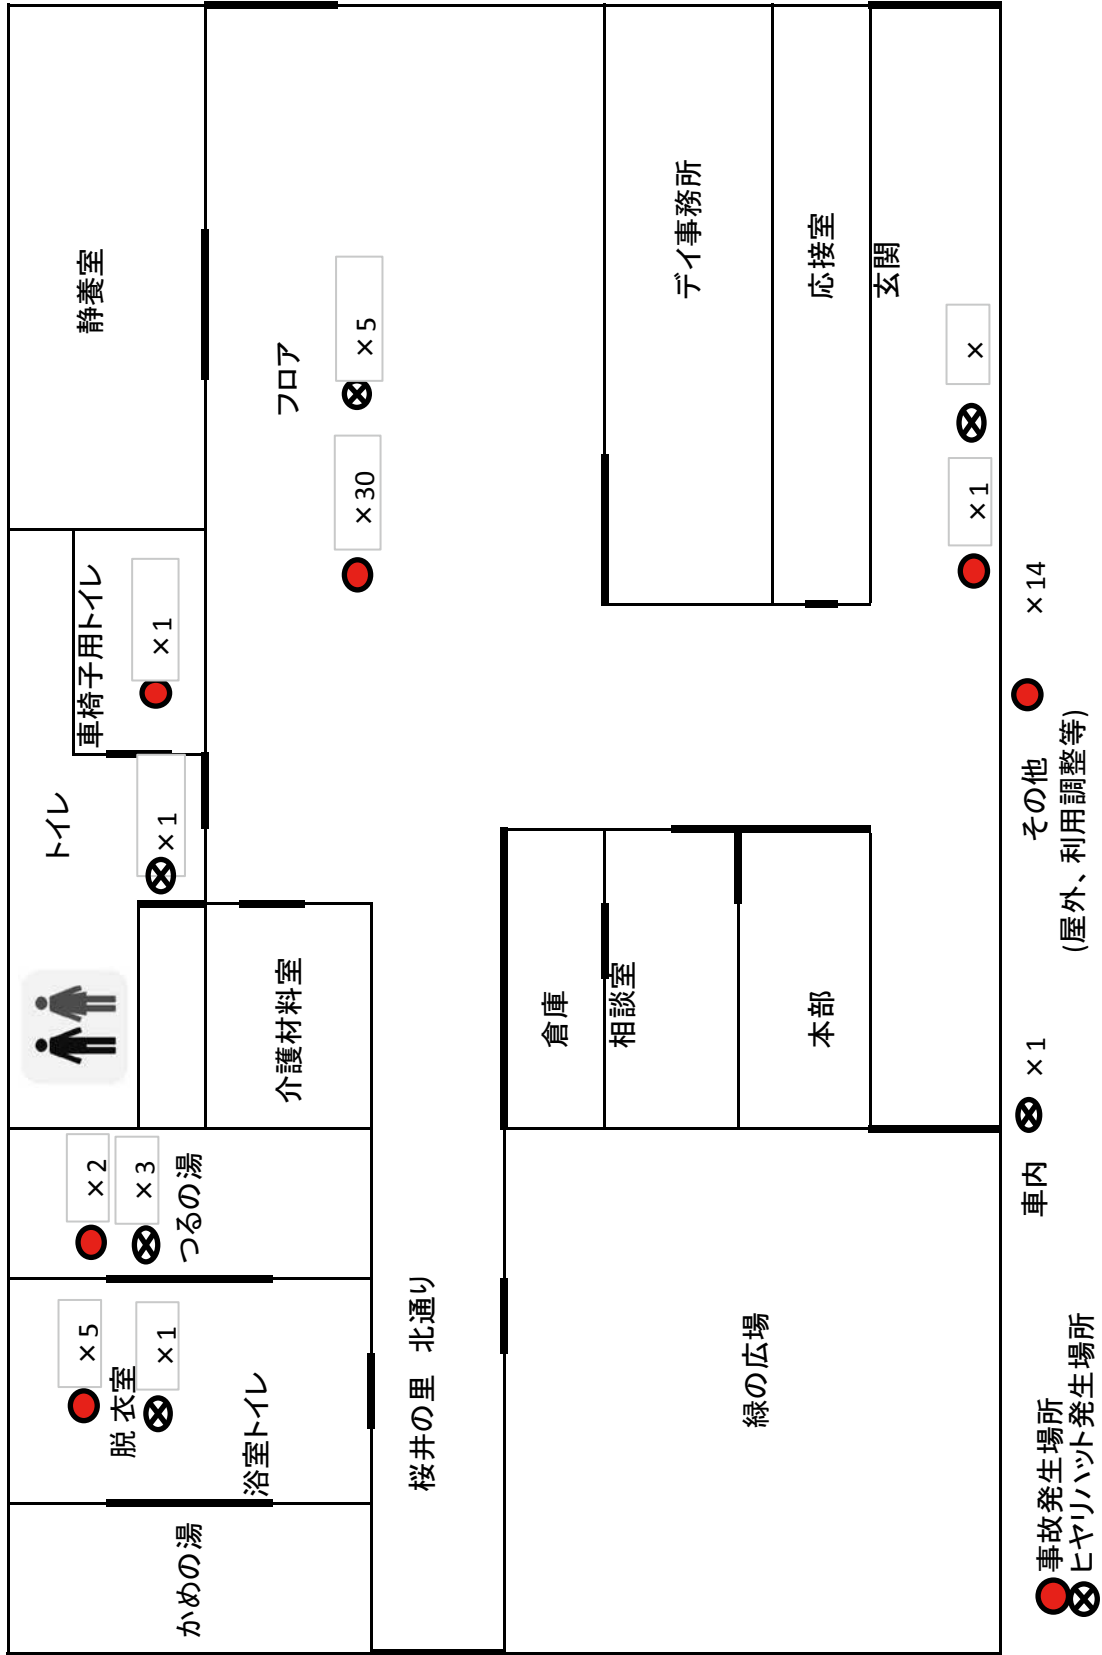 かめの湯
脱 衣室
×5
×1
浴室トイレ
つるの湯
×2
×3
トイレ
×1
車椅子用トイレ
×1
静養室
介護材料室
フロア
×30
×5
桜井の里 北通り
倉庫
相談室
本部
緑の広場
デイ事務所
応接室
玄関
×1
×
車内 ×1
その他 ×14
(屋外、利用調整等)
事故発生場所
ヒヤリハット発生場所